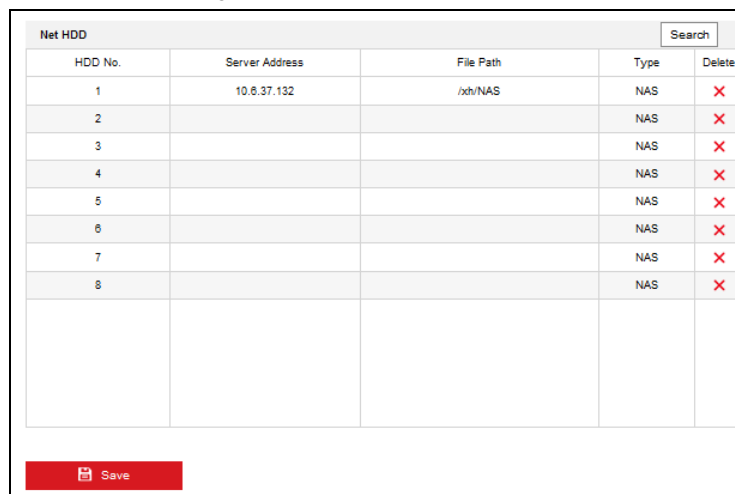 Net HDD Search
HDD No. Server Address File Path Type Delete
1 10.6.37.132 /xh/NAS NAS
2 NAS
3 NAS
4 NAS
5 NAS
6 NAS
7 NAS
8 NAS
Save